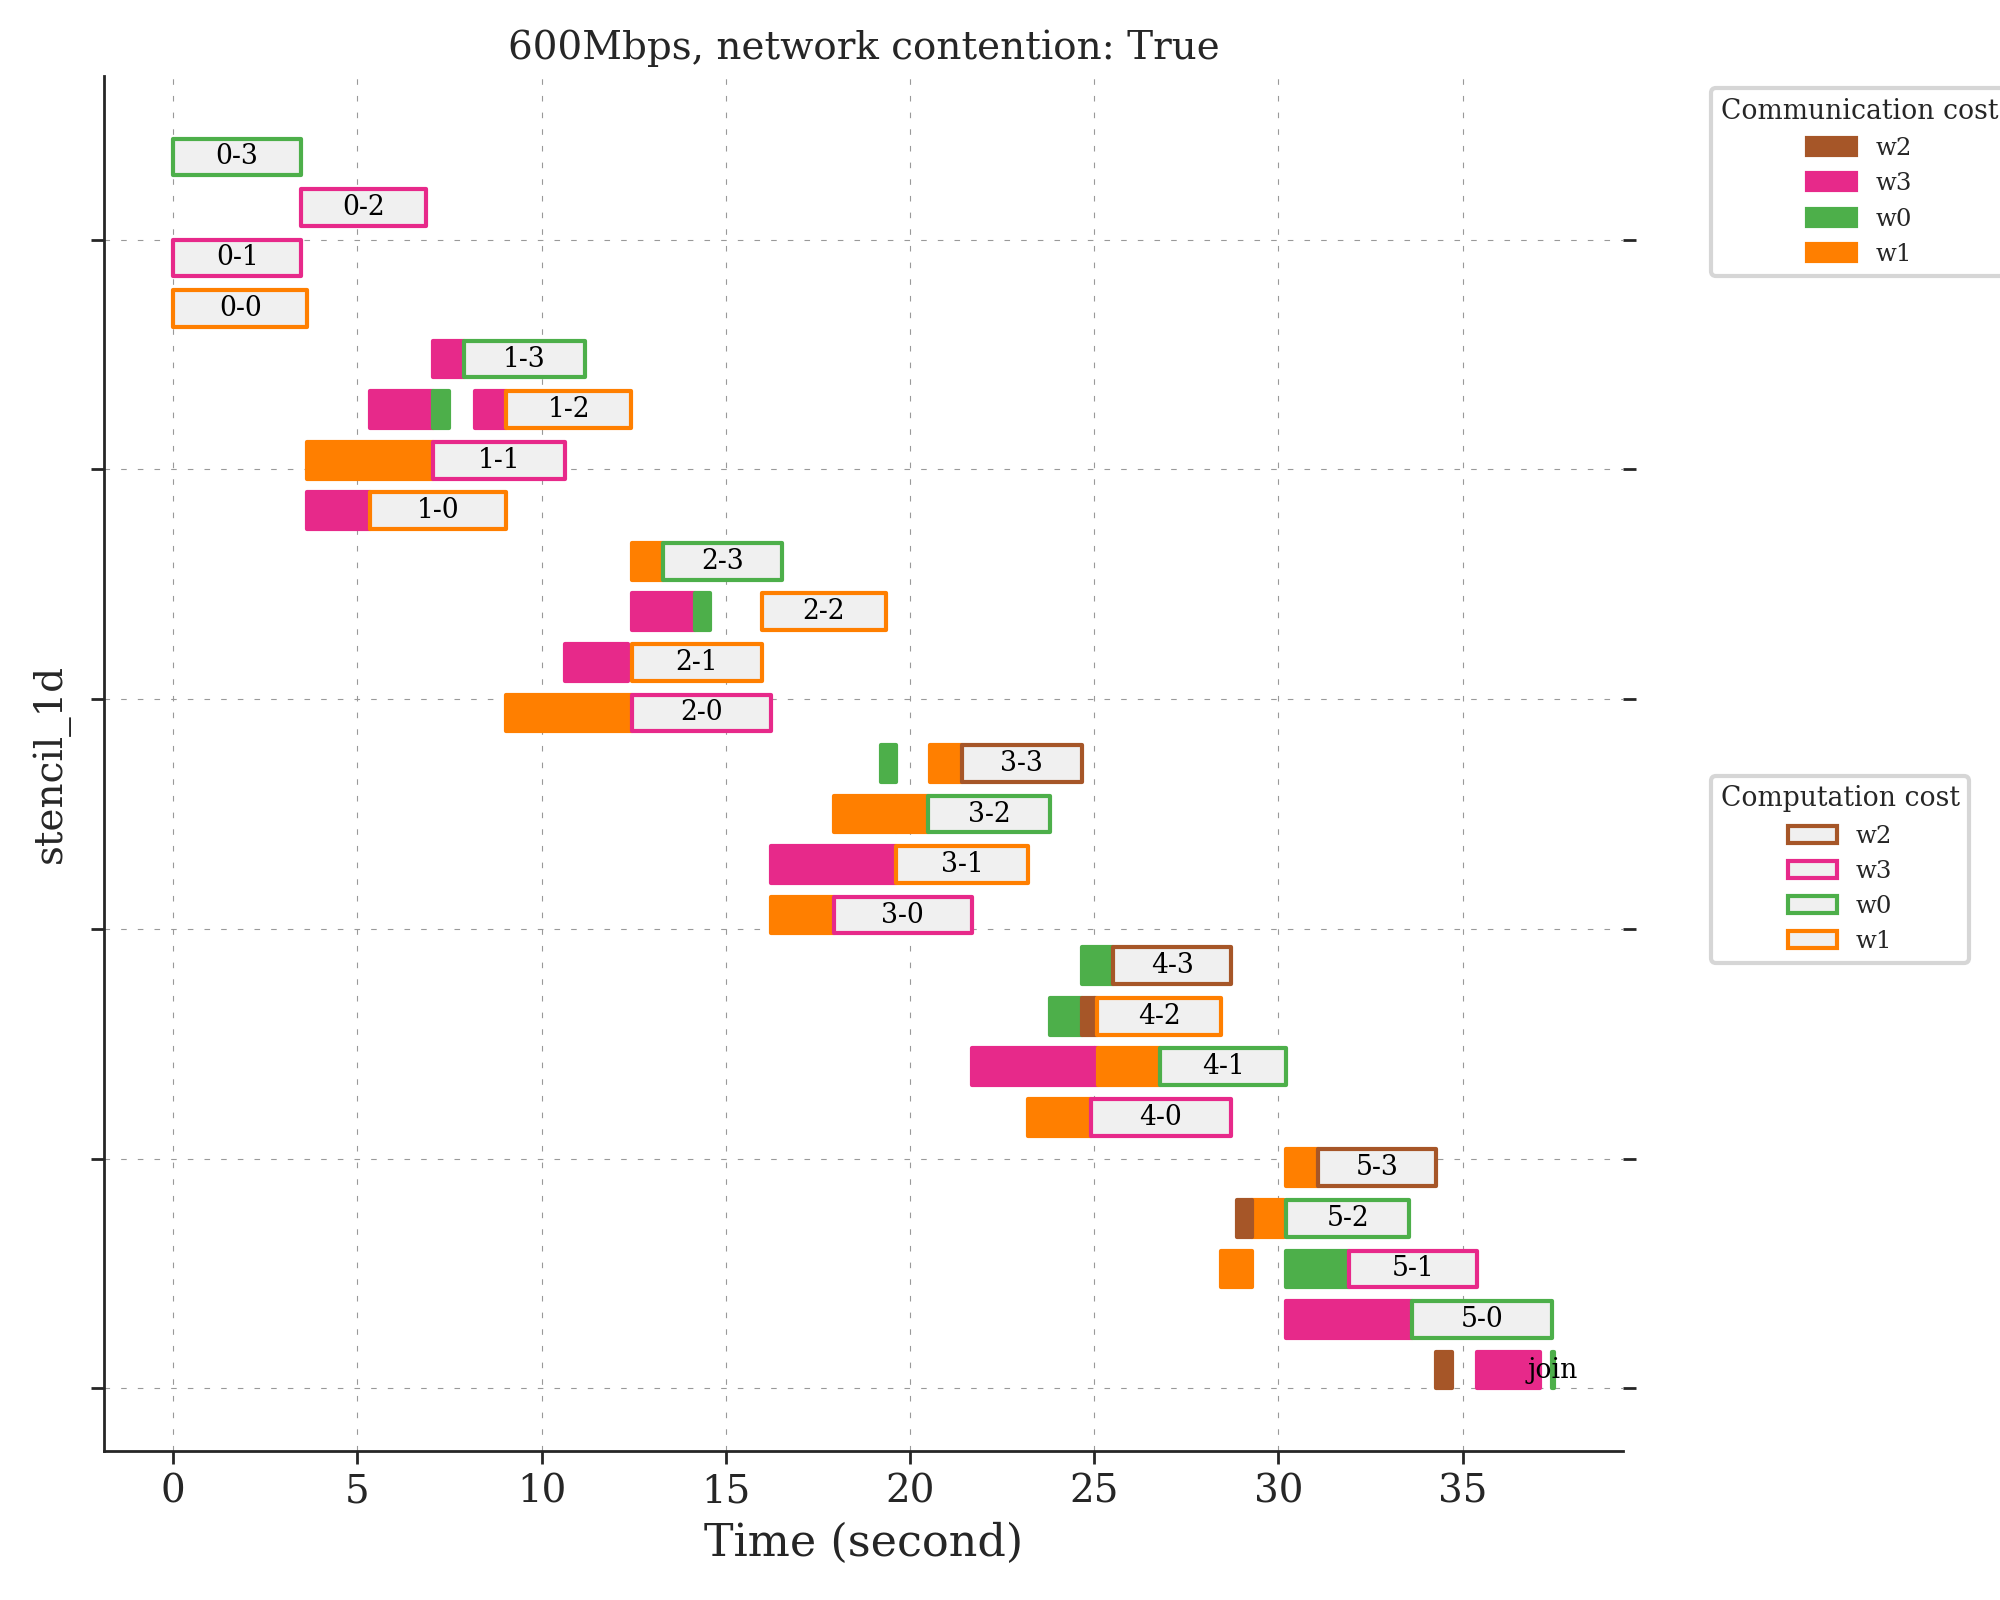 600Mbps, network contention: True
Communication cost
w2
w3
w0
w1
0-3
0-2
0-1
0-0
1-3
1-2
1-1
1-0
2-3
2-2
2-1
2-0
3-3
3-2
3-1
3-0
4-3
4-2
4-1
4-0
5-3
5-2
5-1
5-0
join
stencil_1d
Computation cost
w2
w3
w0
w1
0 5 10 15 20 25 30 35
Time (second)